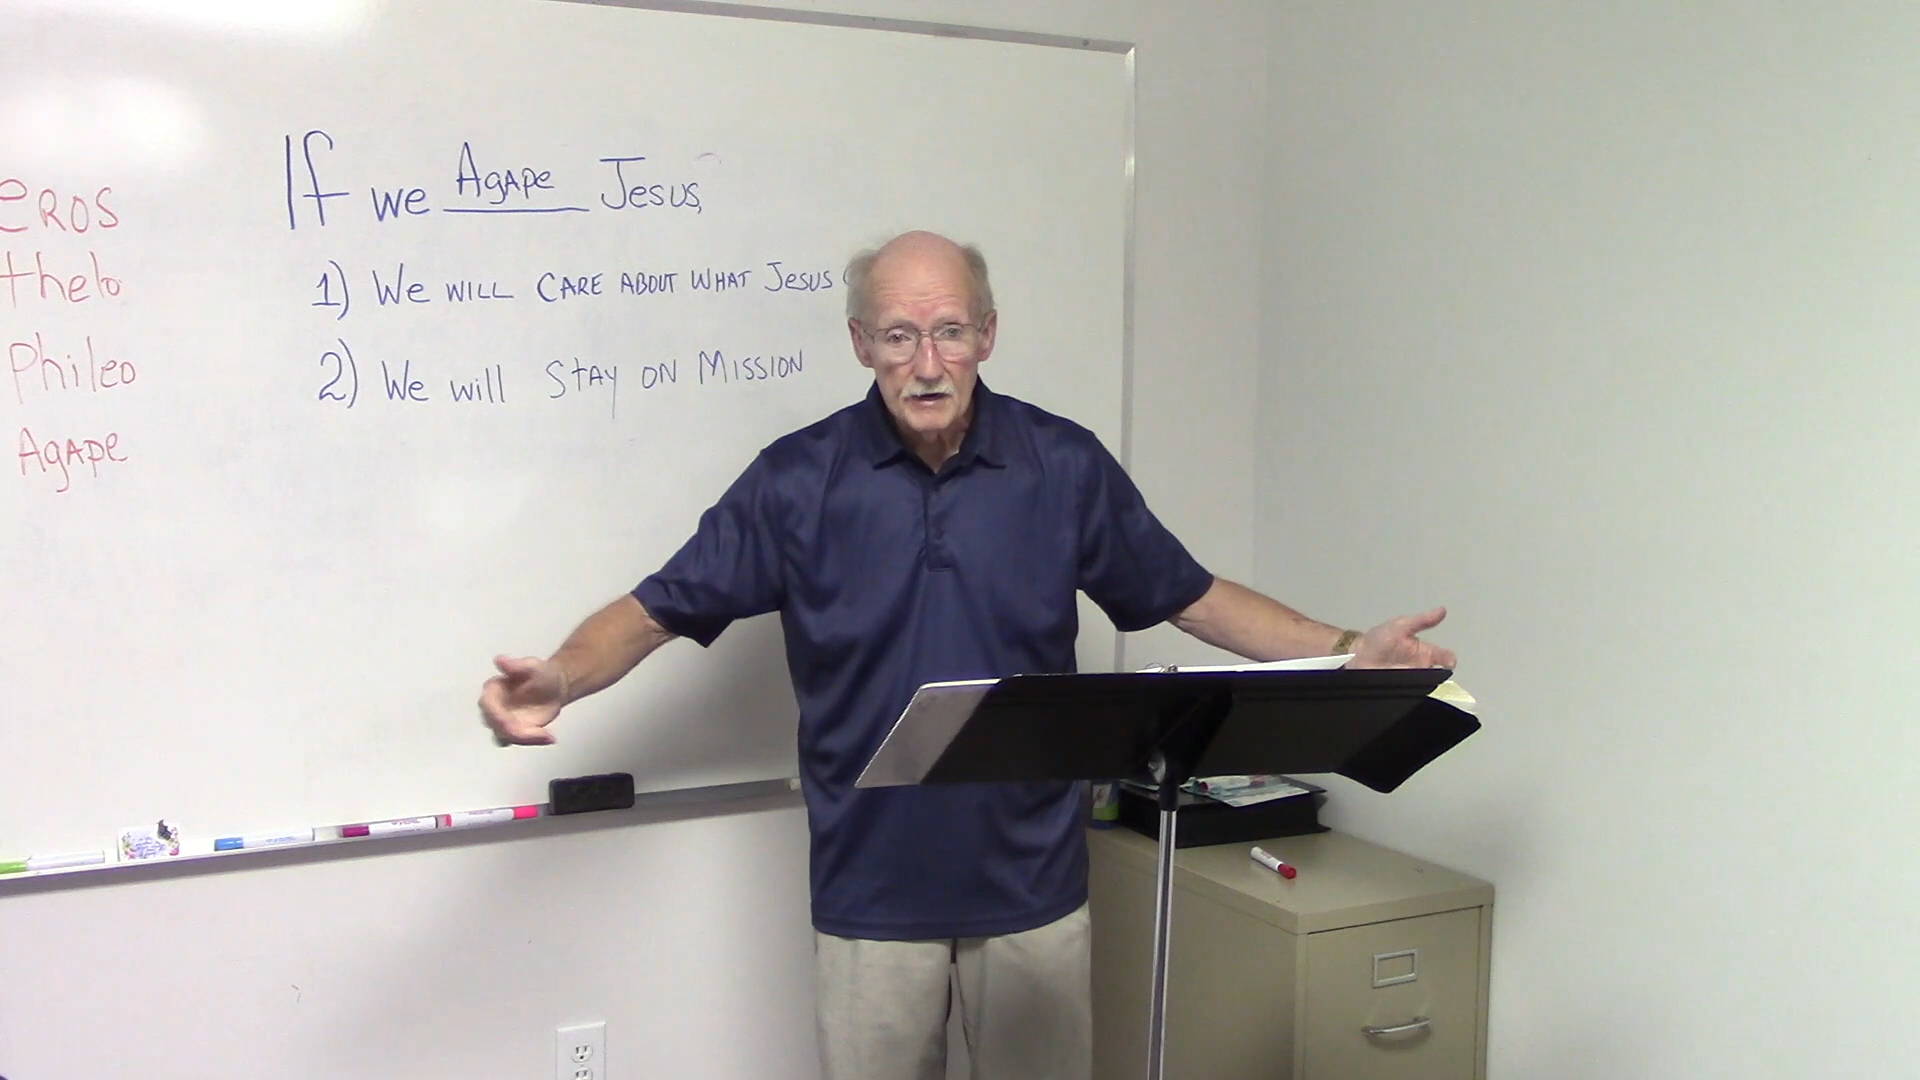 eros
thelo
Phileo
Agape
If we Agape Jesus,
1) We will care about what Jesus
2) We will stay on mission